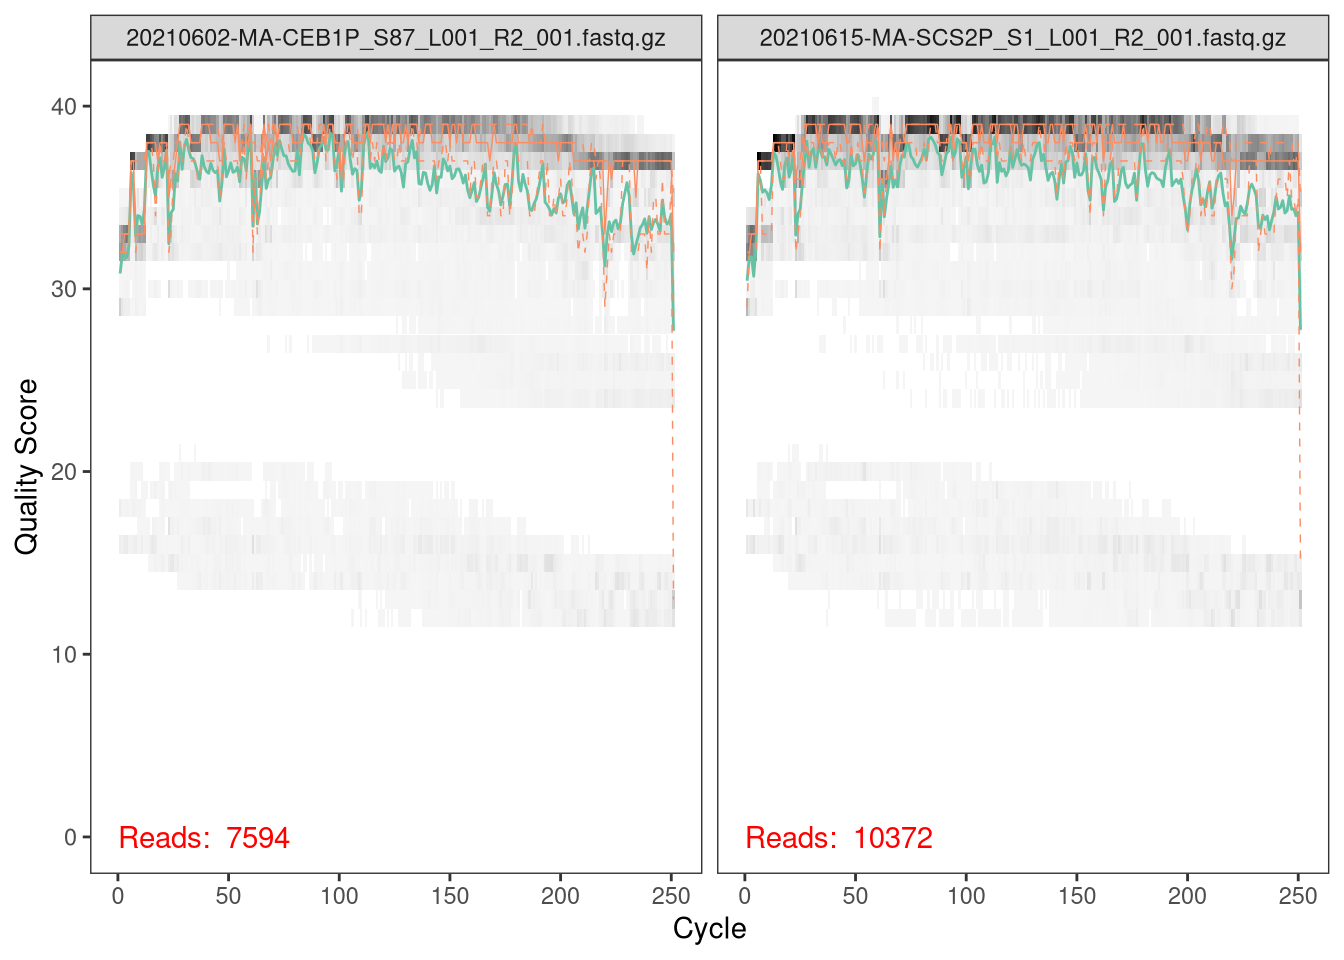 20210602-MA-CEB1P_S87_L001_R2_001.fastq.gz
20210615-MA-SCS2P_S1_L001_R2_001.fastq.gz
40
30
20
10
0
Quality Score
Reads: 7594
Reads: 10372
0 50 100 150 200 250
0 50 100 150 200 250
Cycle